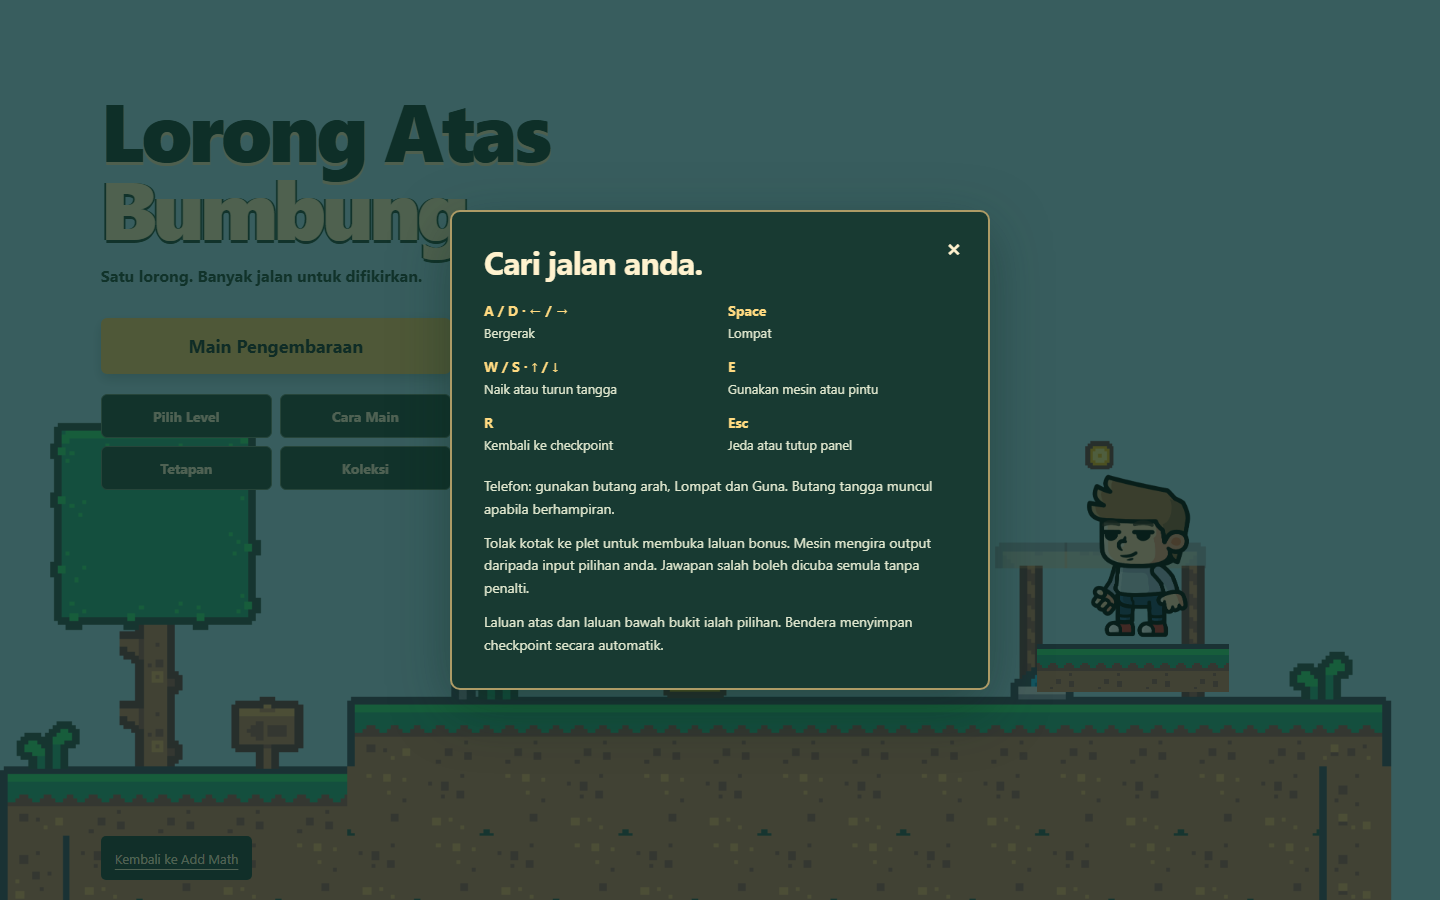 Lorong Atas
Bumbung
Satu lorong. Banyak jalan untuk difikirkan.
Main Pengembaraan
Pilih Level
Cara Main
Tetapan
Koleksi
Cari jalan anda.
×
A / D · ← / →
Bergerak
Space
Lompat
W / S · ↑ / ↓
Naik atau turun tangga
E
Gunakan mesin atau pintu
R
Kembali ke checkpoint
Esc
Jeda atau tutup panel
Telefon: gunakan butang arah, Lompat dan Guna. Butang tangga muncul
apabila berhampiran.
Tolak kotak ke plet untuk membuka laluan bonus. Mesin mengira output
daripada input pilihan anda. Jawapan salah boleh dicuba semula tanpa
penalti.
Laluan atas dan laluan bawah bukit ialah pilihan. Bendera menyimpan
checkpoint secara automatik.
Kembali ke Add Math